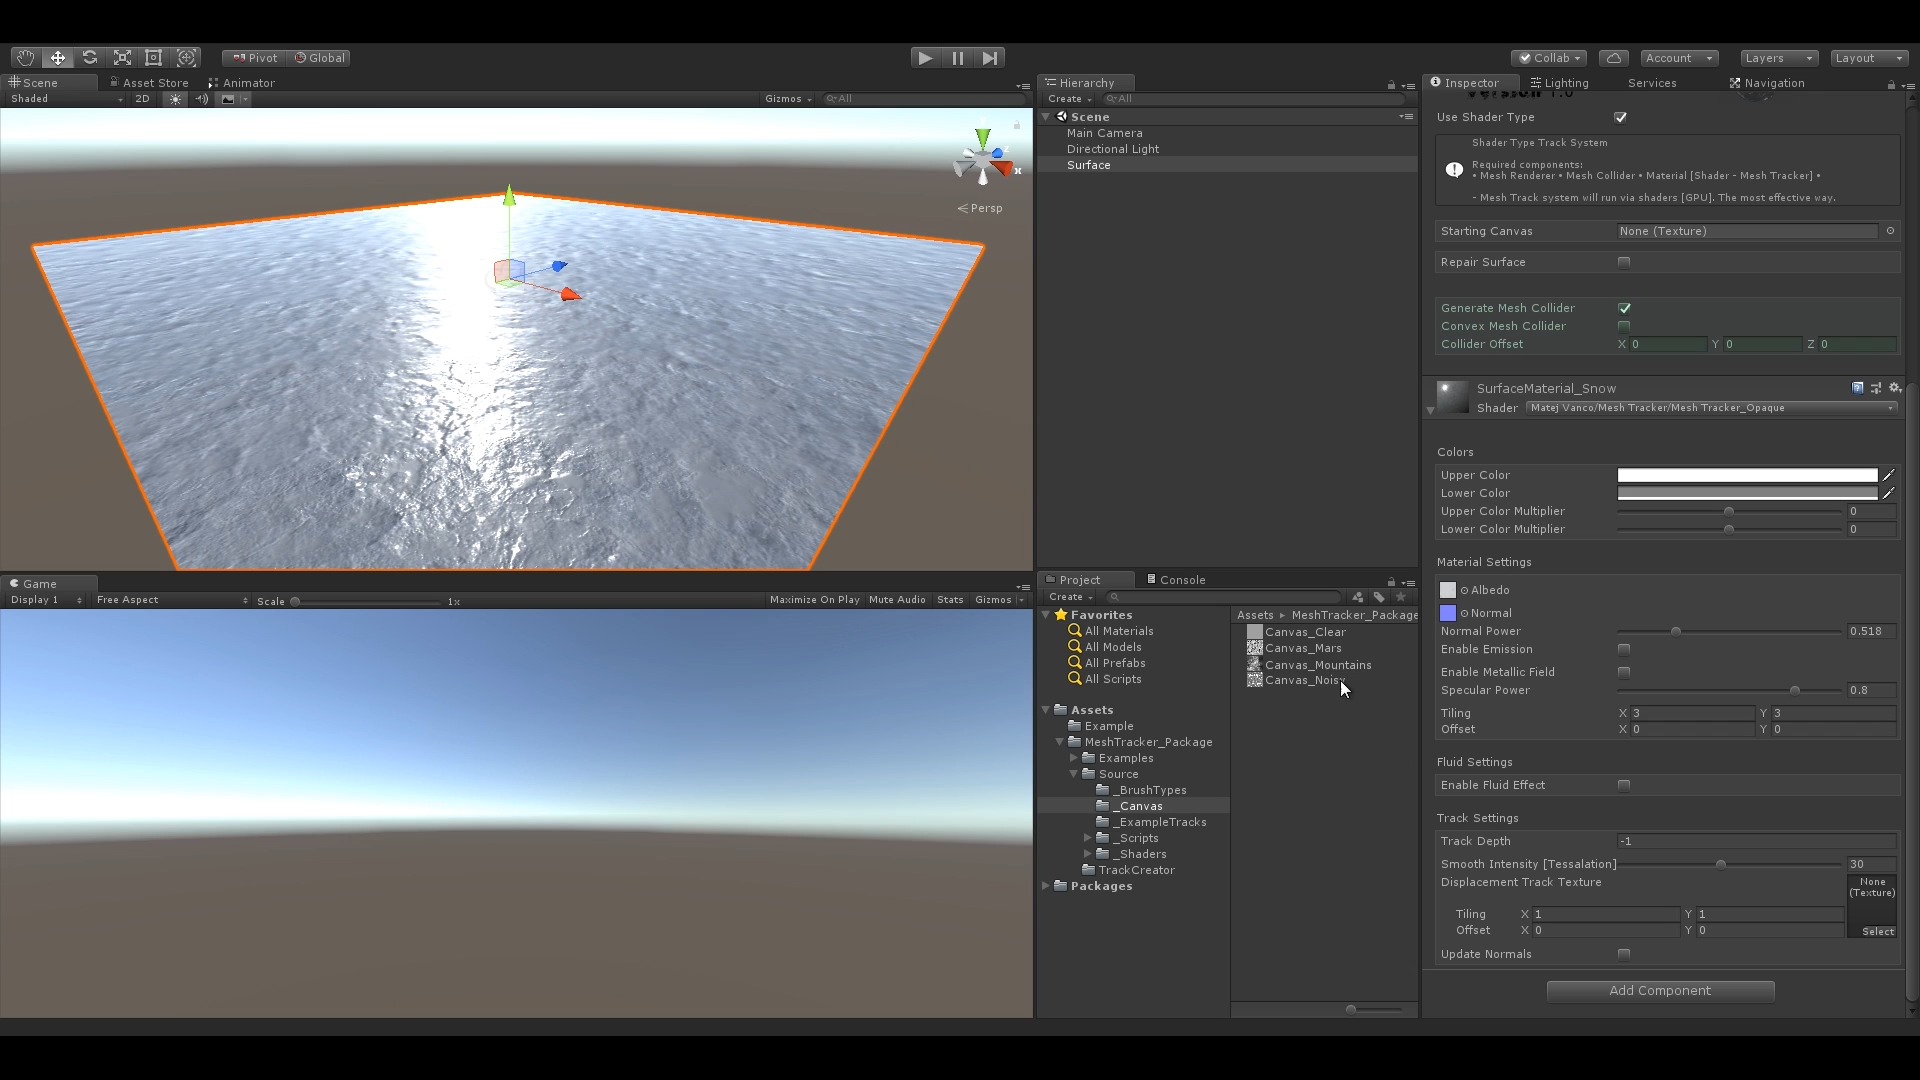 Pivot Global
Collab Account Layers Layout
Scene Asset Store Animator
Shaded 2D Gizmos All
Persp
Hierarchy
Create All
Scene
Main Camera
Directional Light
Surface
Game
Display 1 Free Aspect Scale 1x Maximize On Play Mute Audio Stats Gizmos
Project Console
Create
Favorites
All Materials
All Models
All Prefabs
All Scripts
Assets
Example
MeshTracker_Package
Examples
Source
_BrushTypes
_Canvas
_ExampleTracks
_Scripts
_Shaders
TrackCreator
Packages
Assets MeshTracker_Package
Canvas_Clear
Canvas_Mars
Canvas_Mountains
Canvas_Noisy
Inspector Lighting Services Navigation
Use Shader Type
Shader Type Track System
Required components:
• Mesh Renderer • Mesh Collider • Material [Shader - Mesh Tracker] •
- Mesh Track system will run via shaders [GPU]. The most effective way.
Starting Canvas None (Texture)
Repair Surface
Generate Mesh Collider
Convex Mesh Collider
Collider Offset X 0 Y 0 Z 0
SurfaceMaterial_Snow
Shader Matej Vanco/Mesh Tracker/Mesh Tracker_Opaque
Colors
Upper Color
Lower Color
Upper Color Multiplier 0
Lower Color Multiplier 0
Material Settings
Albedo
Normal
Normal Power 0.518
Enable Emission
Enable Metallic Field
Specular Power 0.8
Tiling X 3 Y 3
Offset X 0 Y 0
Fluid Settings
Enable Fluid Effect
Track Settings
Track Depth -1
Smooth Intensity [Tessalation] 30
Displacement Track Texture None
(Texture)
Tiling X 1 Y 1
Offset X 0 Y 0 Select
Update Normals
Add Component